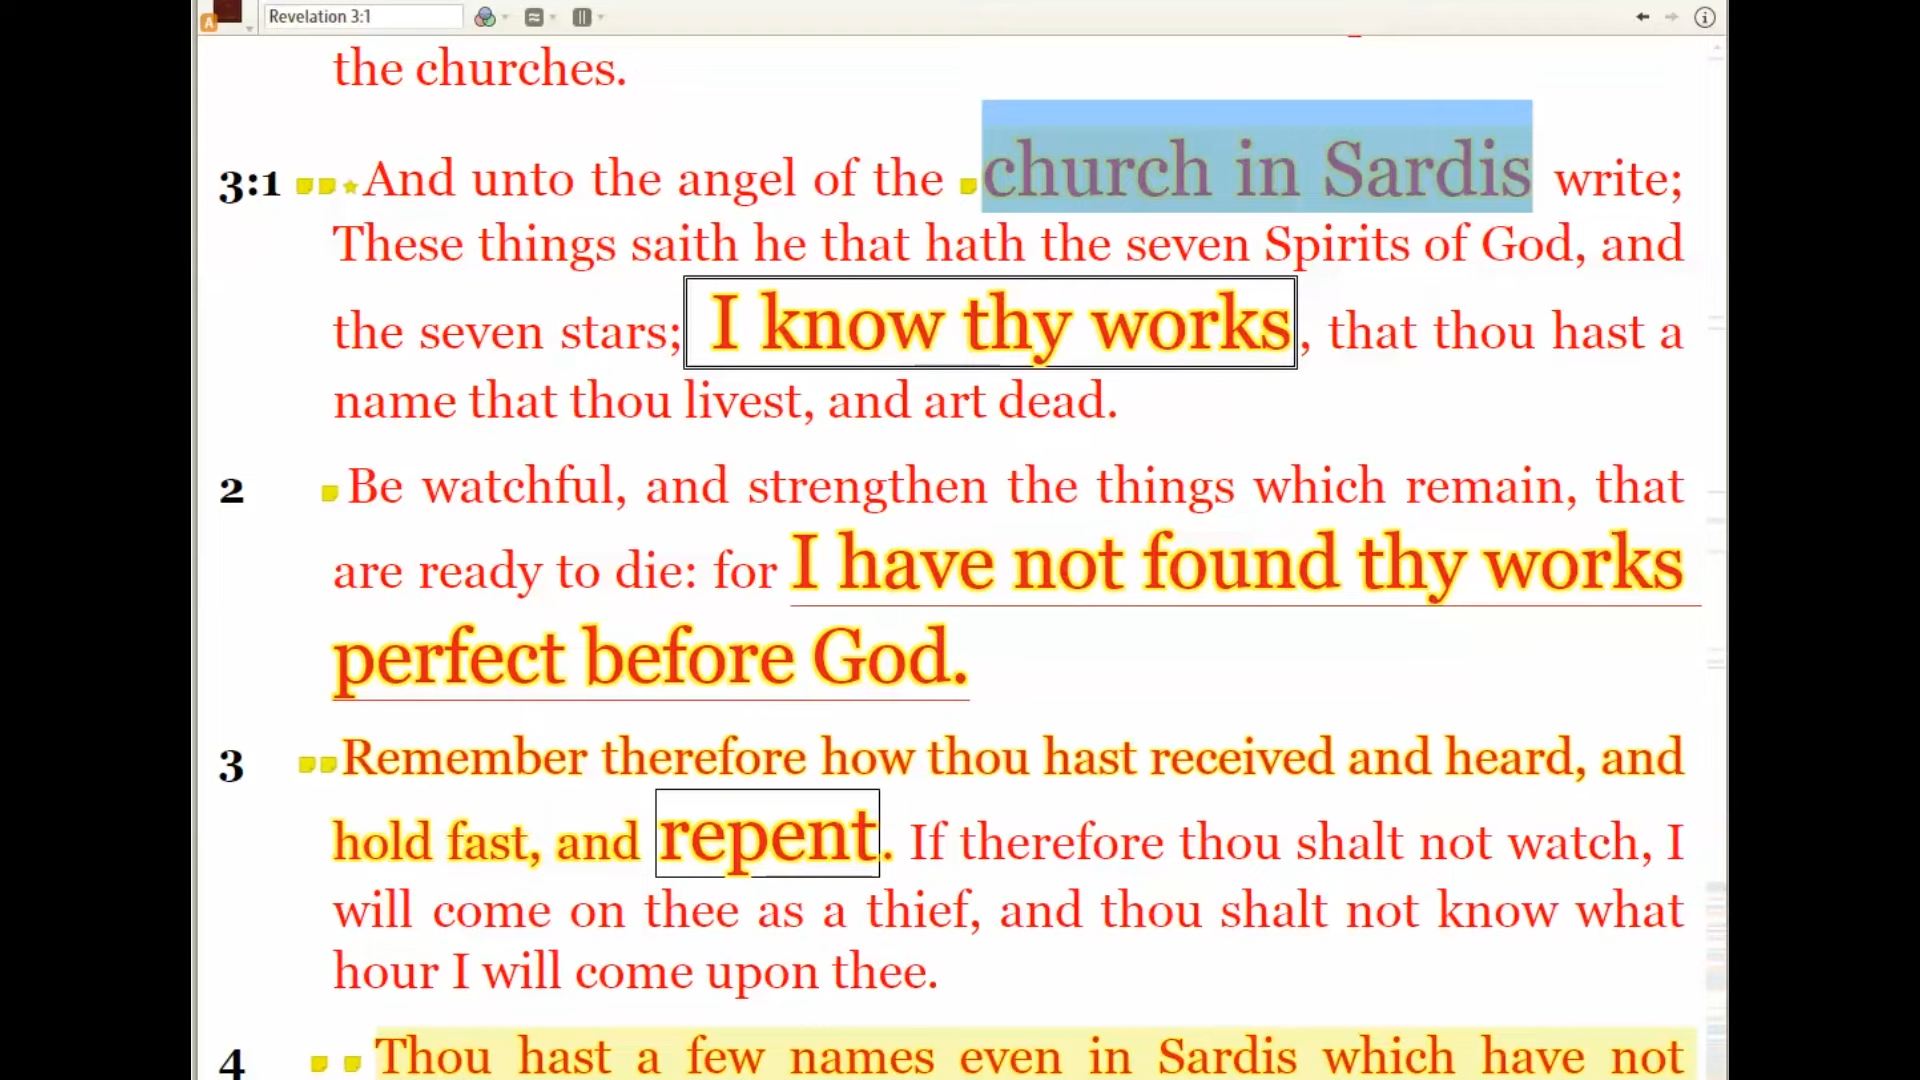 A
Revelation 3:1
the churches.
3:1 And unto the angel of the church in Sardis write;
These things saith he that hath the seven Spirits of God, and
the seven stars; I know thy works, that thou hast a
name that thou livest, and art dead.
2 Be watchful, and strengthen the things which remain, that
are ready to die: for I have not found thy works
perfect before God.
3 Remember therefore how thou hast received and heard, and
hold fast, and repent. If therefore thou shalt not watch, I
will come on thee as a thief, and thou shalt not know what
hour I will come upon thee.
4 Thou hast a few names even in Sardis which have not